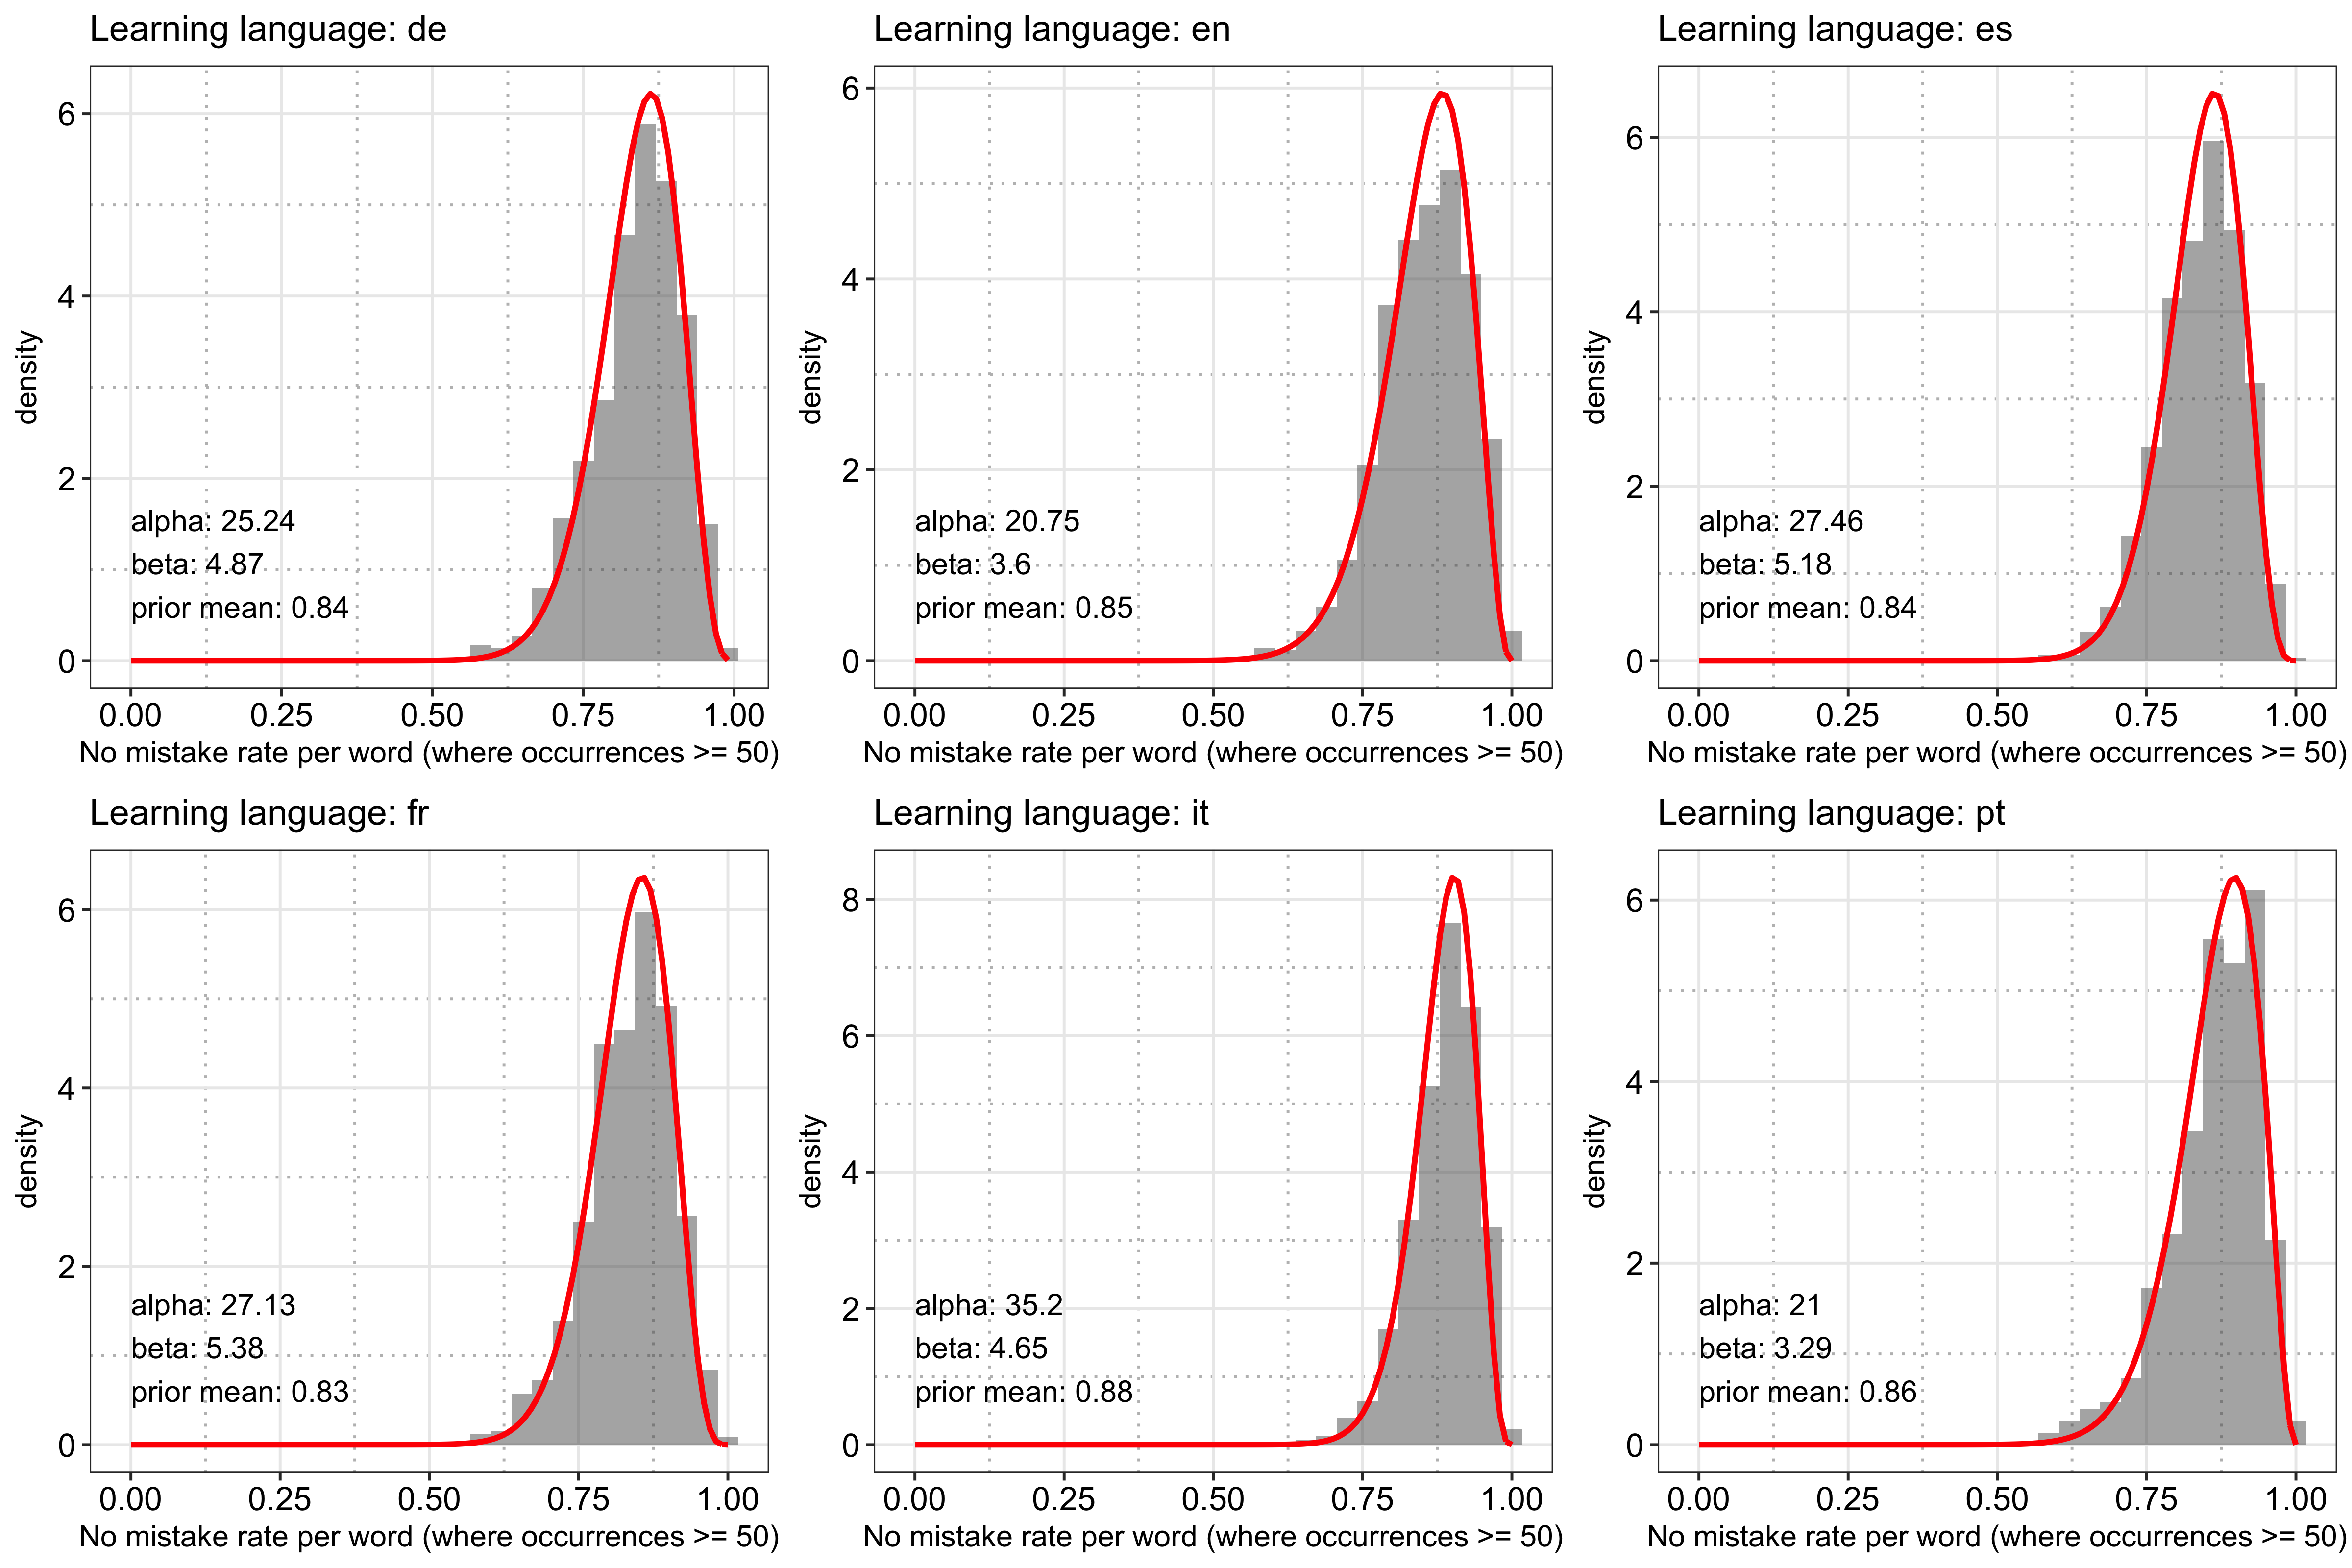 Learning language: de
6
4
2
0
density
alpha: 25.24
beta: 4.87
prior mean: 0.84
0.00 0.25 0.50 0.75 1.00
No mistake rate per word (where occurrences >= 50)
Learning language: en
6
4
2
0
density
alpha: 20.75
beta: 3.6
prior mean: 0.85
0.00 0.25 0.50 0.75 1.00
No mistake rate per word (where occurrences >= 50)
Learning language: es
6
4
2
0
density
alpha: 27.46
beta: 5.18
prior mean: 0.84
0.00 0.25 0.50 0.75 1.00
No mistake rate per word (where occurrences >= 50)
Learning language: fr
6
4
2
0
density
alpha: 27.13
beta: 5.38
prior mean: 0.83
0.00 0.25 0.50 0.75 1.00
No mistake rate per word (where occurrences >= 50)
Learning language: it
8
6
4
2
0
density
alpha: 35.2
beta: 4.65
prior mean: 0.88
0.00 0.25 0.50 0.75 1.00
No mistake rate per word (where occurrences >= 50)
Learning language: pt
6
4
2
0
density
alpha: 21
beta: 3.29
prior mean: 0.86
0.00 0.25 0.50 0.75 1.00
No mistake rate per word (where occurrences >= 50)